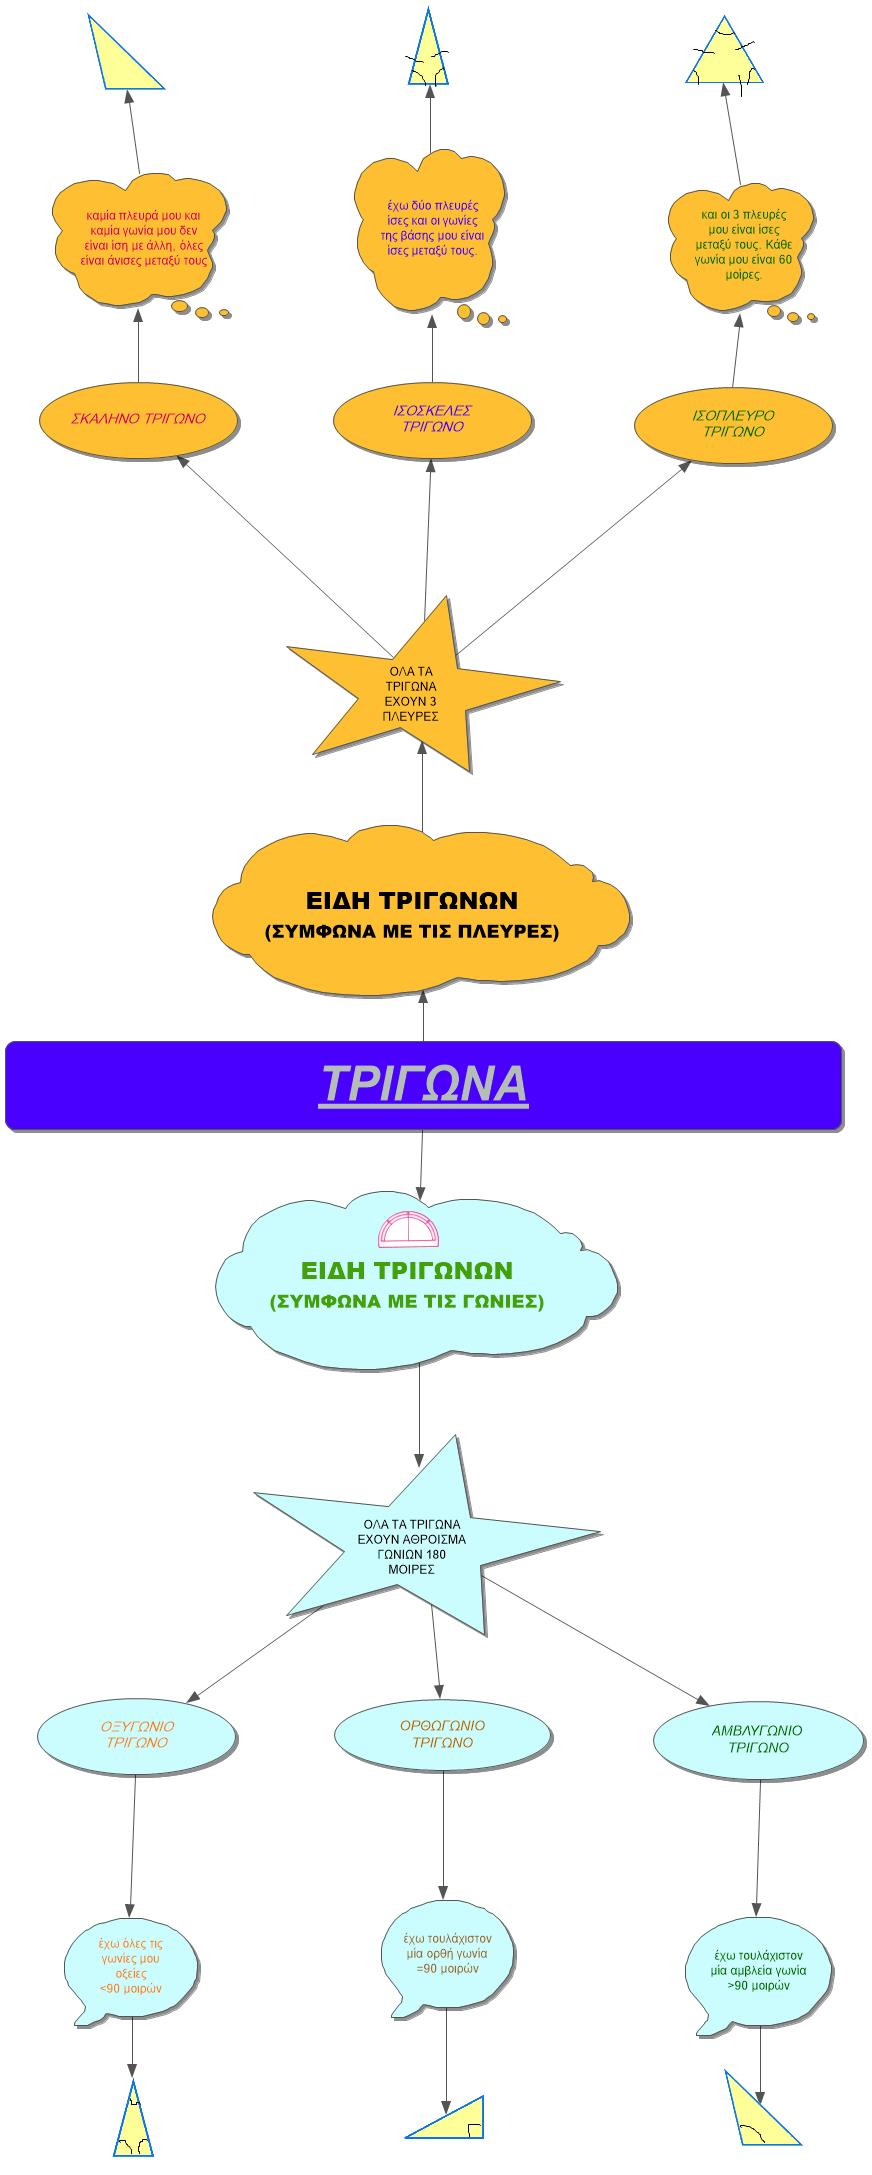 καμία πλευρά μου και
καμία γωνία μου δεν
είναι ίση με άλλη, όλες
είναι άνισες μεταξύ τους
έχω δύο πλευρές
ίσες και οι γωνίες
της βάσης μου είναι
ίσες μεταξύ τους.
και οι 3 πλευρές
μου είναι ίσες
μεταξύ τους. Κάθε
γωνία μου είναι 60
μοίρες.
ΣΚΑΛΗΝΟ ΤΡΙΓΩΝΟ
ΙΣΟΣΚΕΛΕΣ
ΤΡΙΓΩΝΟ
ΙΣΟΠΛΕΥΡΟ
ΤΡΙΓΩΝΟ
ΟΛΑ ΤΑ
ΤΡΙΓΩΝΑ
ΕΧΟΥΝ 3
ΠΛΕΥΡΕΣ
ΕΙΔΗ ΤΡΙΓΩΝΩΝ
(ΣΥΜΦΩΝΑ ΜΕ ΤΙΣ ΠΛΕΥΡΕΣ)
ΤΡΙΓΩΝΑ
ΕΙΔΗ ΤΡΙΓΩΝΩΝ
(ΣΥΜΦΩΝΑ ΜΕ ΤΙΣ ΓΩΝΙΕΣ)
ΟΛΑ ΤΑ ΤΡΙΓΩΝΑ
ΕΧΟΥΝ ΑΘΡΟΙΣΜΑ
ΓΩΝΙΩΝ 180
ΜΟΙΡΕΣ
ΟΞΥΓΩΝΙΟ
ΤΡΙΓΩΝΟ
ΟΡΘΟΓΩΝΙΟ
ΤΡΙΓΩΝΟ
ΑΜΒΛΥΓΩΝΙΟ
ΤΡΙΓΩΝΟ
έχω όλες τις
γωνίες μου
οξείες
<90 μοιρών
έχω τουλάχιστον
μία ορθή γωνία
=90 μοιρών
έχω τουλάχιστον
μία αμβλεία γωνία
>90 μοιρών